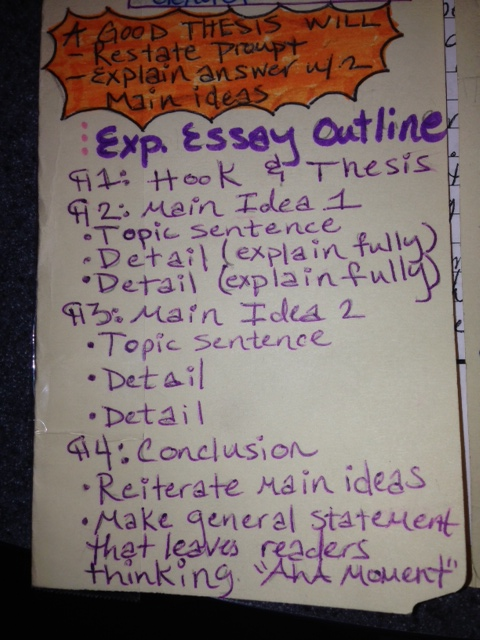 A GOOD THESIS WILL
- Restate Prompt
- Explain answer w/ 2
Main ideas
Exp. Essay Outline
¶1: Hook & Thesis
¶2: Main Idea 1
• Topic sentence
• Detail (explain fully)
• Detail (explain fully)
¶3: Main Idea 2
• Topic sentence
• Detail
• Detail
¶4: Conclusion
• Reiterate main ideas
• Make general statement
that leaves readers
thinking. "AhA Moment"